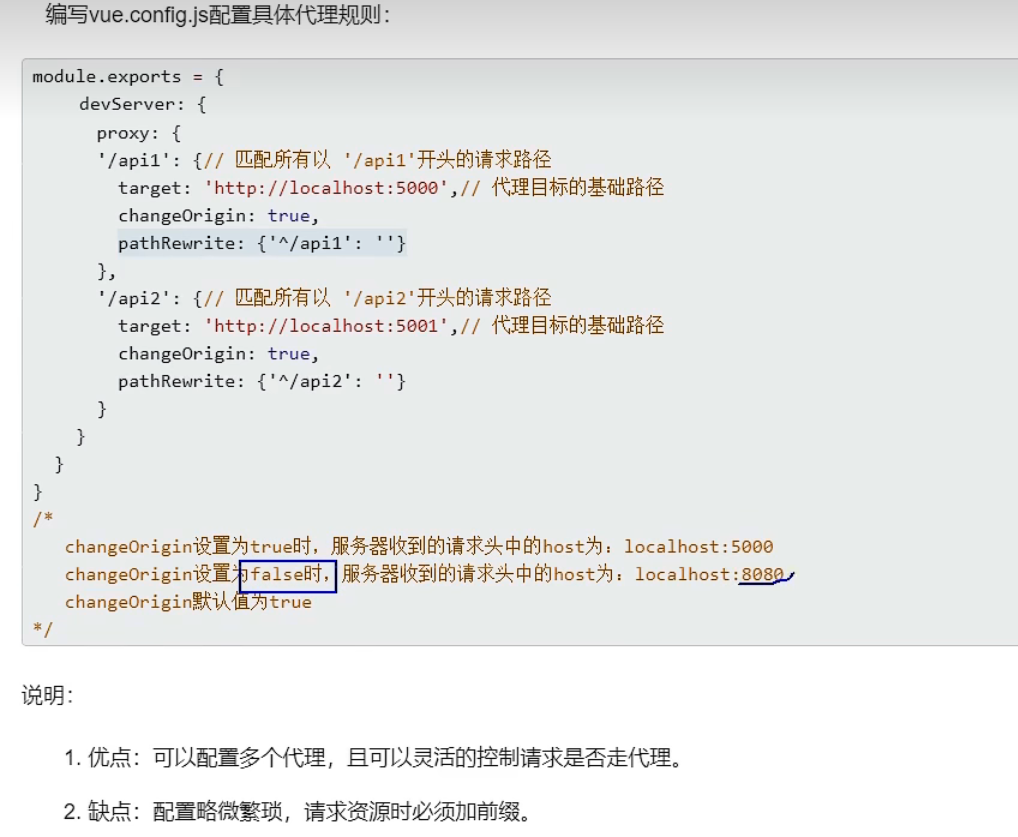 编写vue.config.js配置具体代理规则：
module.exports = {
devServer: {
proxy: {
'/api1': {// 匹配所有以 '/api1'开头的请求路径
target: 'http://localhost:5000',// 代理目标的基础路径
changeOrigin: true,
pathRewrite: {'^/api1': ''}
},
'/api2': {// 匹配所有以 '/api2'开头的请求路径
target: 'http://localhost:5001',// 代理目标的基础路径
changeOrigin: true,
pathRewrite: {'^/api2': ''}
}
}
}
}
/*
changeOrigin设置为true时，服务器收到的请求头中的host为：localhost:5000
changeOrigin设置为false时，服务器收到的请求头中的host为：localhost:8080
changeOrigin默认值为true
*/
说明：
1. 优点：可以配置多个代理，且可以灵活的控制请求是否走代理。
2. 缺点：配置略微繁琐，请求资源时必须加前缀。